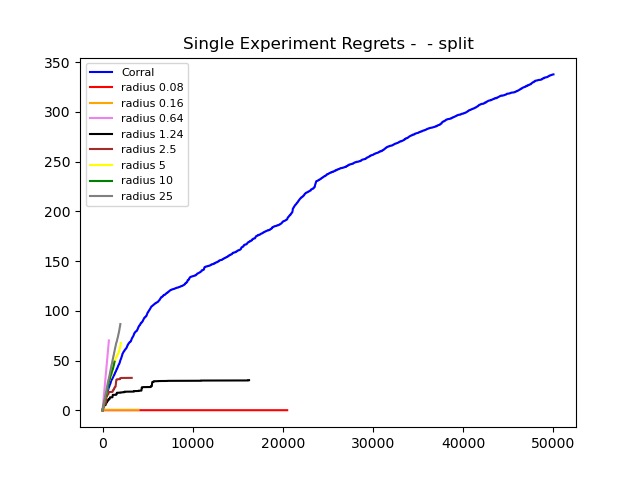 Single Experiment Regrets -  - split
350
300
250
200
150
100
50
0
Corral
radius 0.08
radius 0.16
radius 0.64
radius 1.24
radius 2.5
radius 5
radius 10
radius 25
0 10000 20000 30000 40000 50000